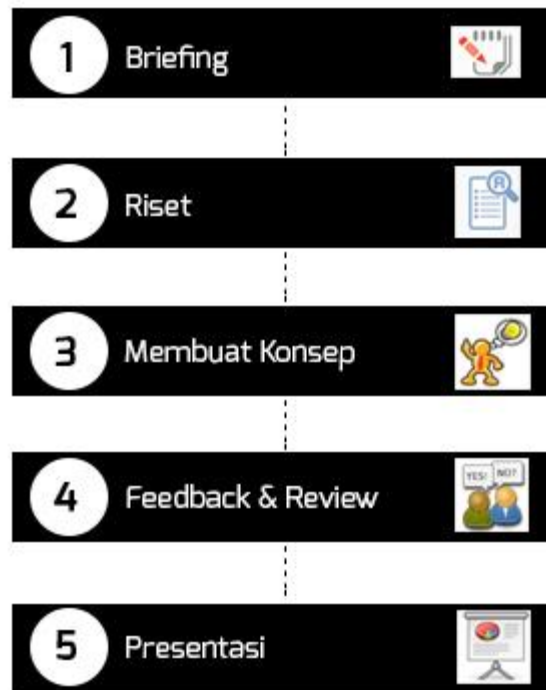 1 Briefing
2 Riset
3 Membuat Konsep
4 Feedback & Review
YES! NO?
5 Presentasi